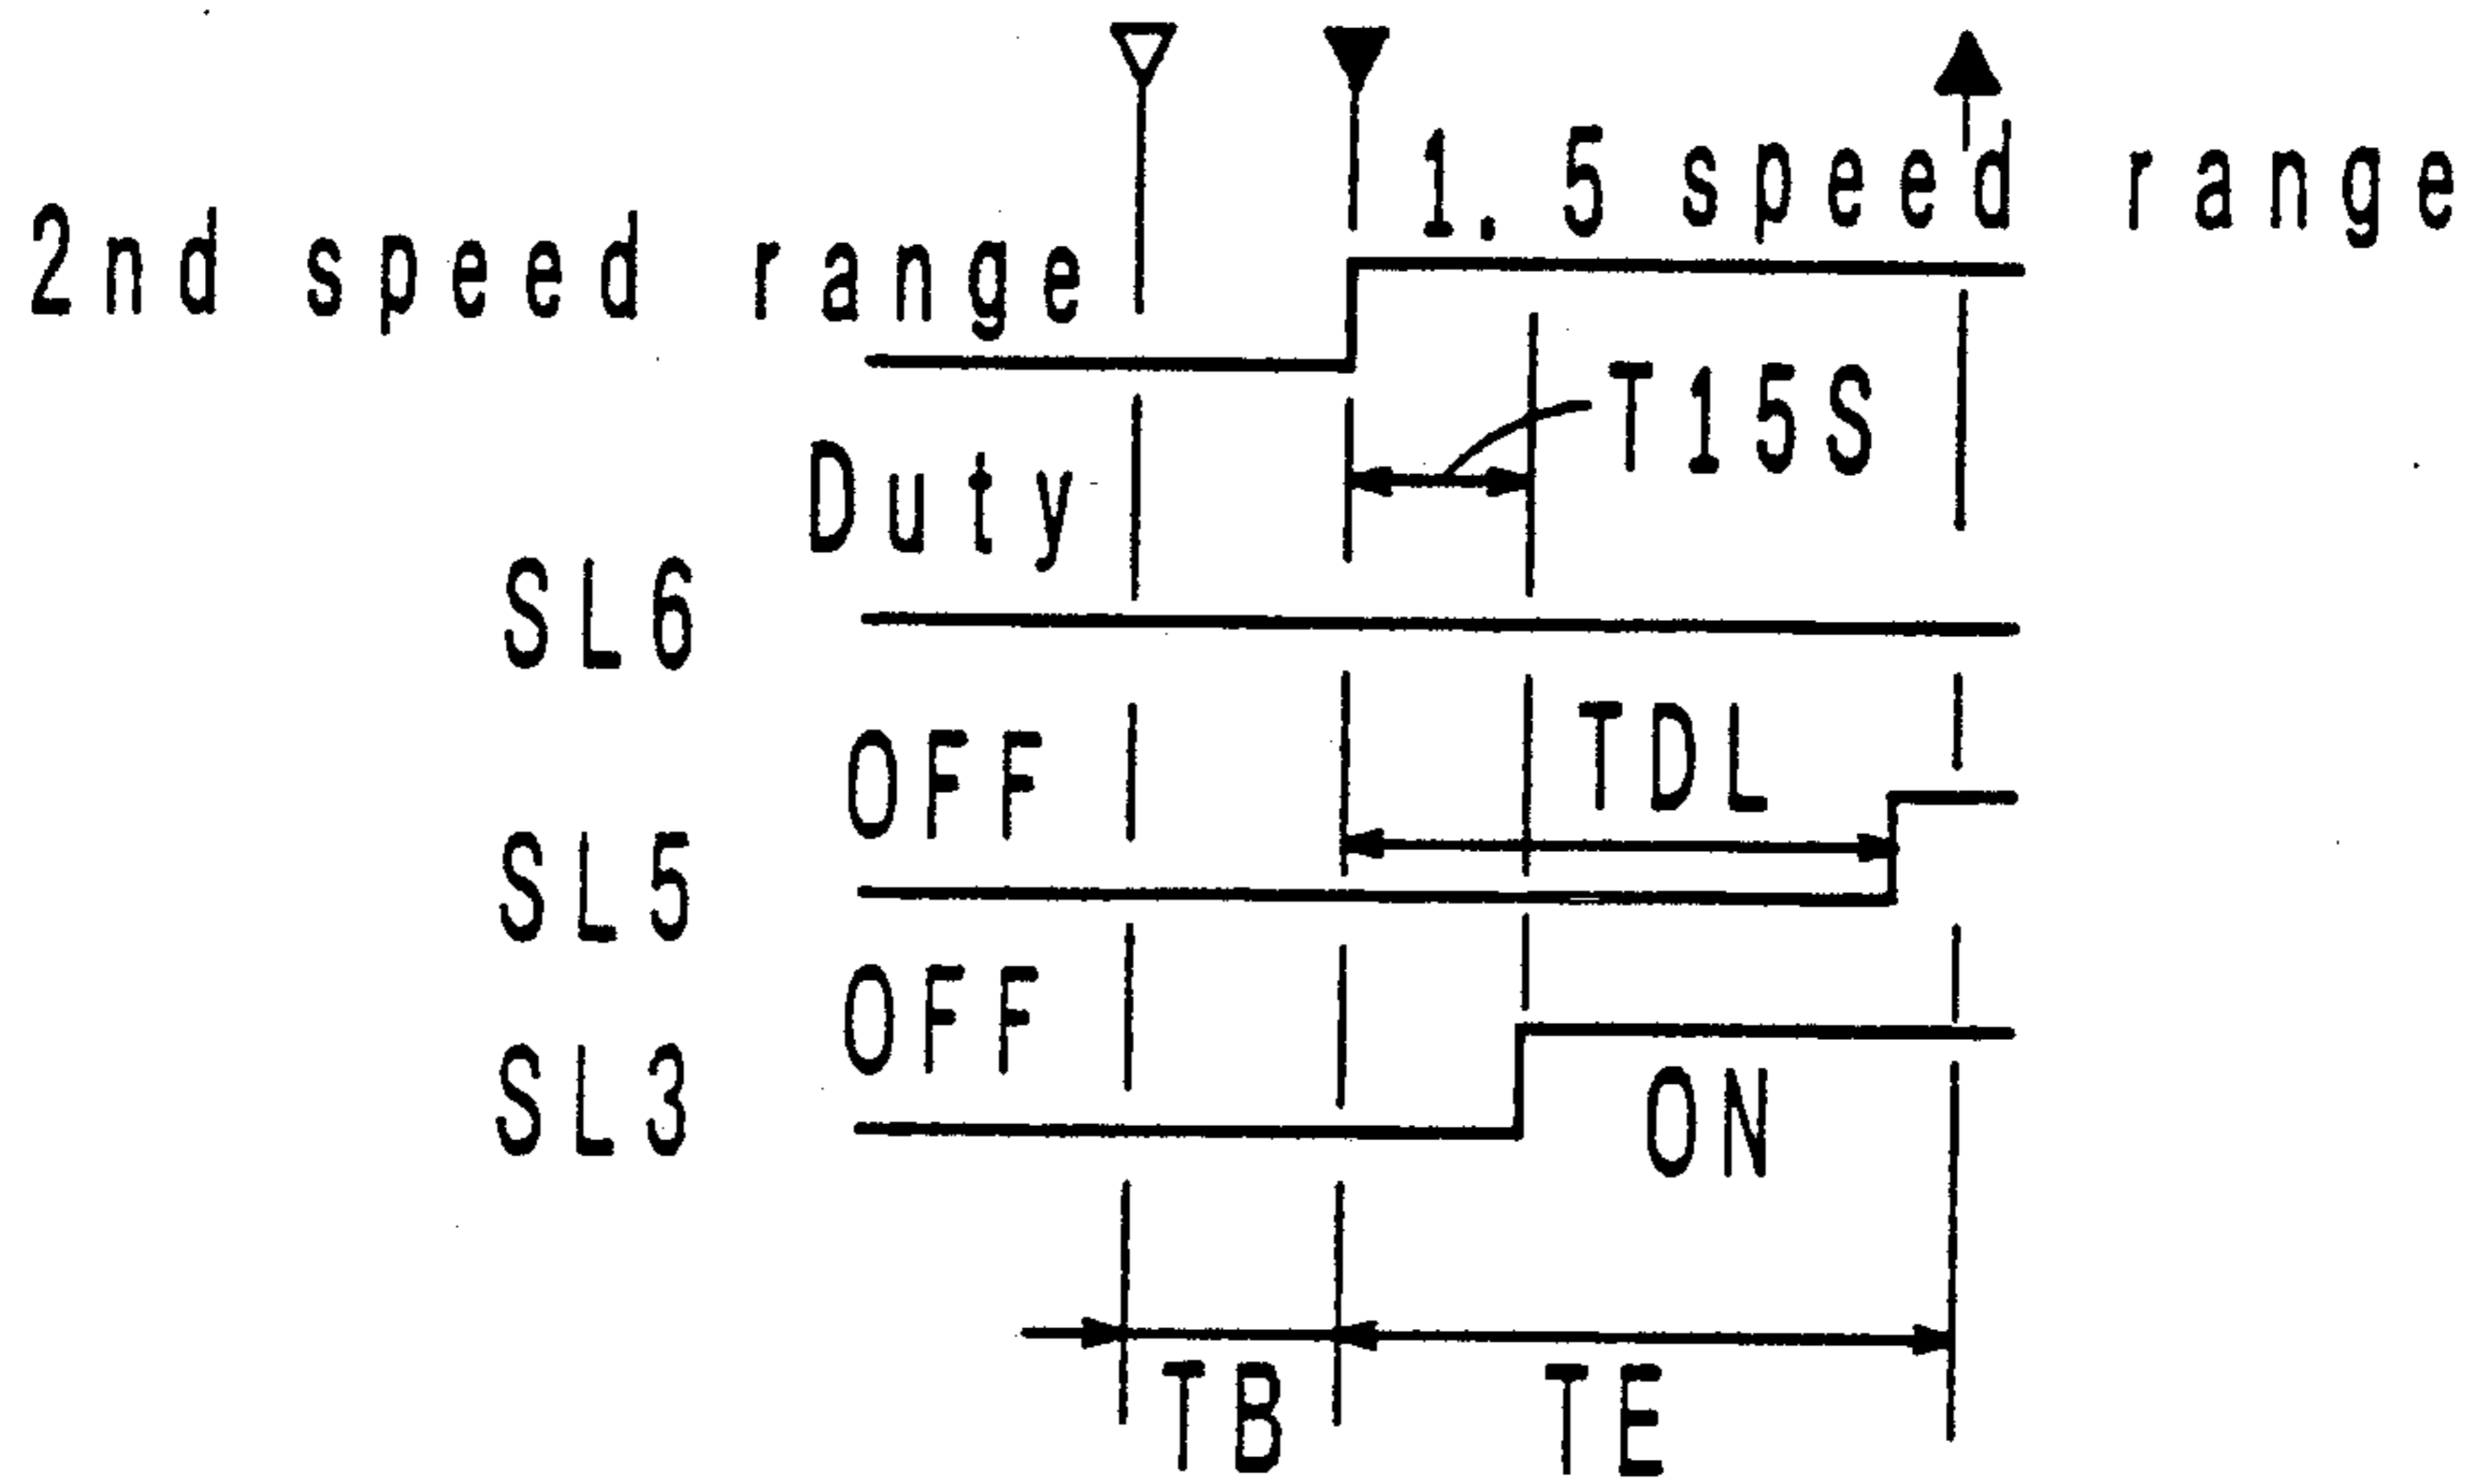 1.5 speed range
2nd speed range
T15S
Duty
SL6
TDL
OFF
SL5
OFF
SL3
ON
TB
TE